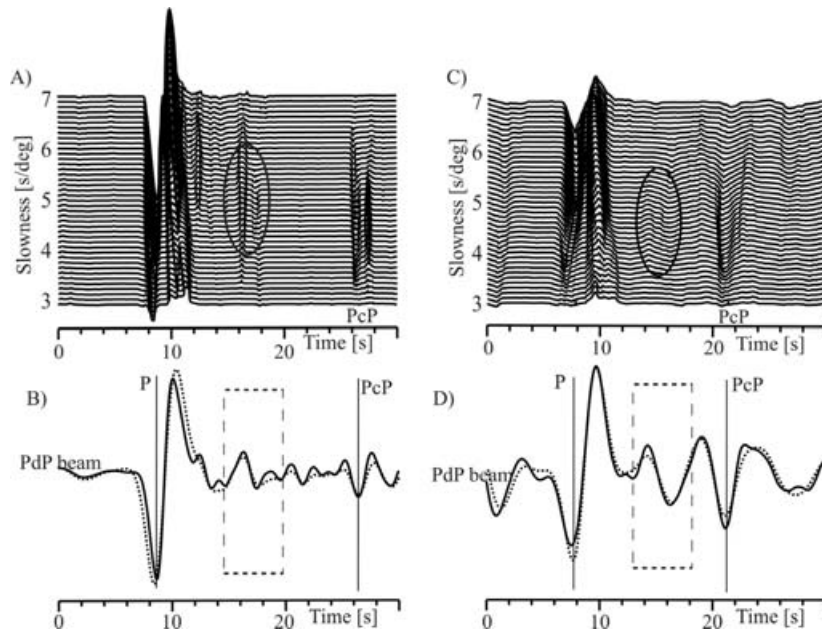 A)
7
6
5
4
3
Slowness [s/deg]
PcP
0 10 20 Time [s]
B)
P
PcP
PdP beam
0 10 20 Time [s]
C)
7
6
5
4
3
Slowness [s/deg]
PcP
0 10 20 Time [s]
D)
P
PcP
PdP beam
0 10 20 Time [s]